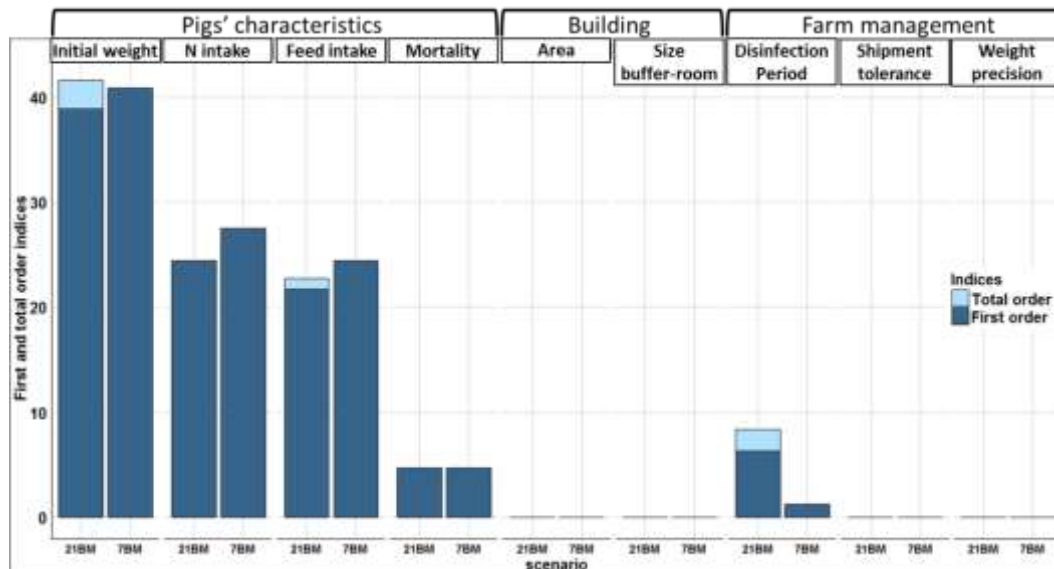 Pigs' characteristics Building Farm management
Initial weight N intake Feed intake Mortality Area Size buffer-room Disinfection Period Shipment tolerance Weight precision
First and total order indices
40
30
20
10
0
Indices
Total order
First order
21BM 7BM 21BM 7BM 21BM 7BM 21BM 7BM 21BM 7BM 21BM 7BM 21BM 7BM 21BM 7BM 21BM 7BM
scenario